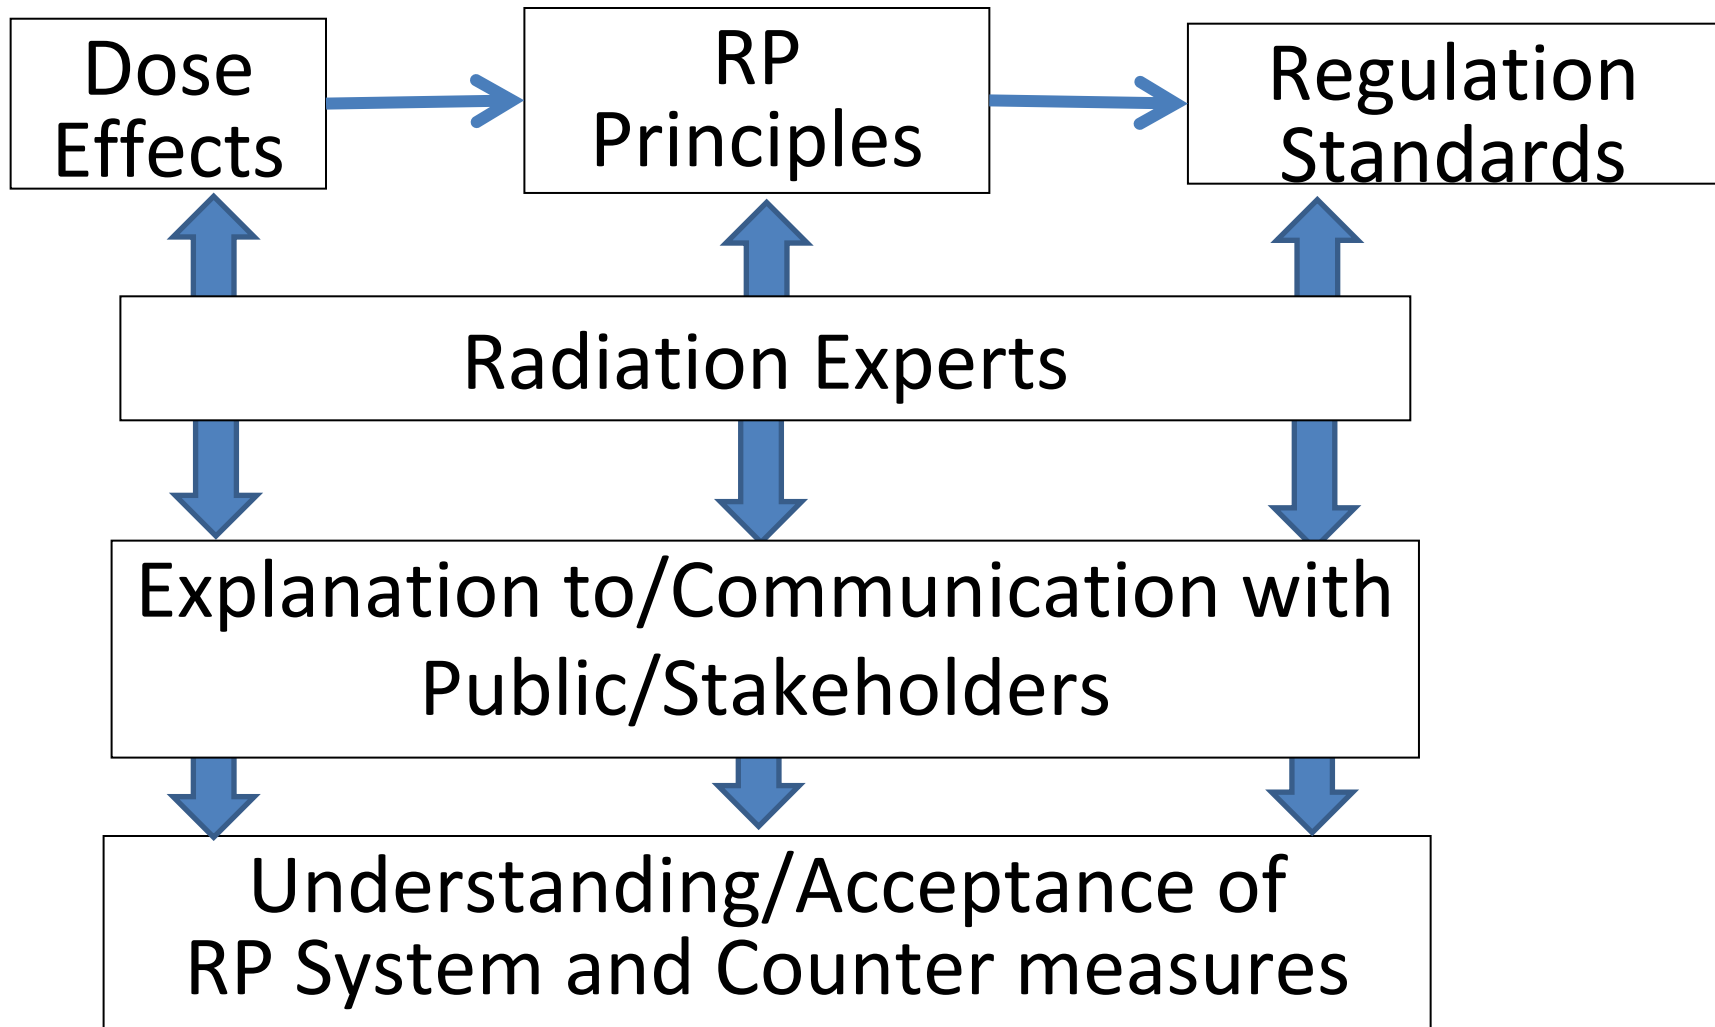 Dose
Effects
RP
Principles
Regulation
Standards
Radiation Experts
Explanation to/Communication with
Public/Stakeholders
Understanding/Acceptance of
RP System and Counter measures